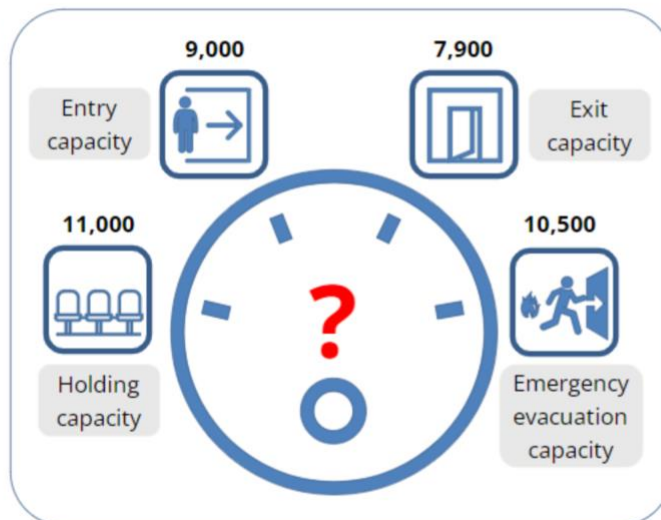 9,000
7,900
Entry
capacity
Exit
capacity
11,000
10,500
?
Holding
capacity
Emergency
evacuation
capacity